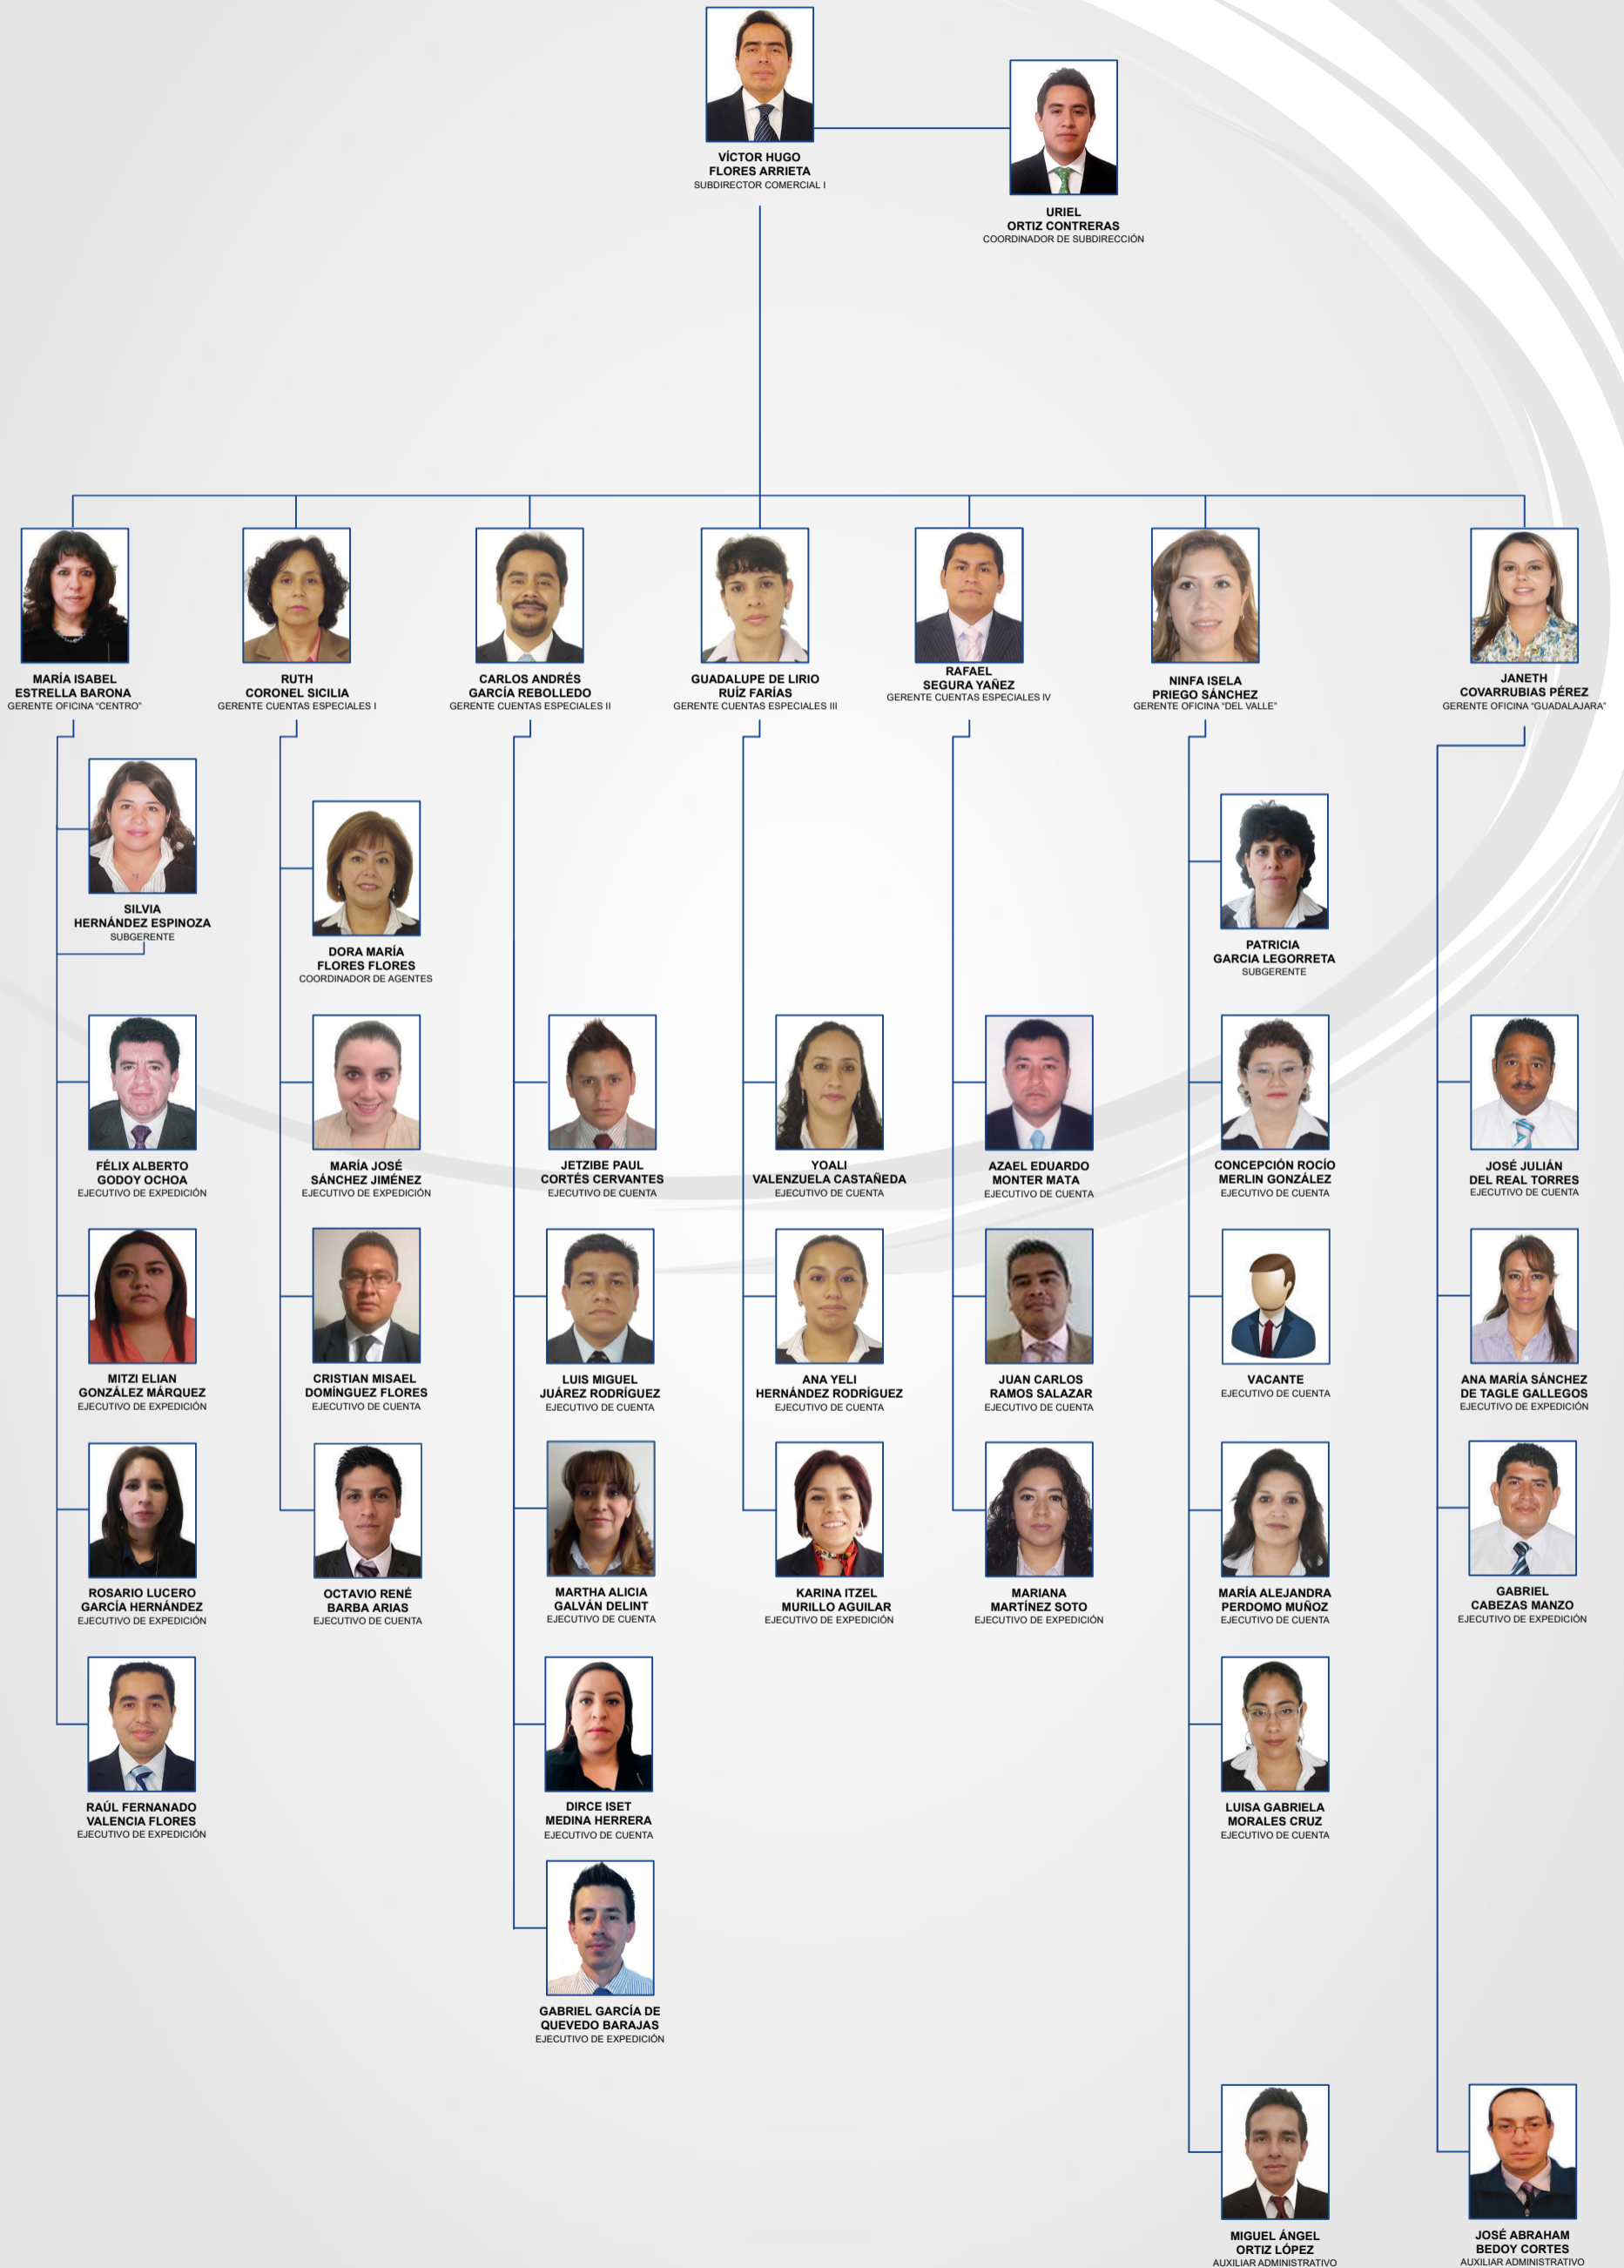 VÍCTOR HUGO
FLORES ARRIETA
SUBDIRECTOR COMERCIAL I
URIEL
ORTIZ CONTRERAS
COORDINADOR DE SUBDIRECCIÓN
MARÍA ISABEL
ESTRELLA BARONA
GERENTE OFICINA "CENTRO"
RUTH
CORONEL SICILIA
GERENTE CUENTAS ESPECIALES I
CARLOS ANDRÉS
GARCÍA REBOLLEDO
GERENTE CUENTAS ESPECIALES II
GUADALUPE DE LIRIO
RUÍZ FARÍAS
GERENTE CUENTAS ESPECIALES III
RAFAEL
SEGURA YAÑEZ
GERENTE CUENTAS ESPECIALES IV
NINFA ISELA
PRIEGO SÁNCHEZ
GERENTE OFICINA "DEL VALLE"
JANETH
COVARRUBIAS PÉREZ
GERENTE OFICINA "GUADALAJARA"
SILVIA
HERNÁNDEZ ESPINOZA
SUBGERENTE
DORA MARÍA
FLORES FLORES
COORDINADOR DE AGENTES
PATRICIA
GARCIA LEGORRETA
SUBGERENTE
FÉLIX ALBERTO
GODOY OCHOA
EJECUTIVO DE EXPEDICIÓN
MARÍA JOSÉ
SÁNCHEZ JIMÉNEZ
EJECUTIVO DE EXPEDICIÓN
JETZIBE PAUL
CORTÉS CERVANTES
EJECUTIVO DE CUENTA
YOALI
VALENZUELA CASTAÑEDA
EJECUTIVO DE CUENTA
AZAEL EDUARDO
MONTER MATA
EJECUTIVO DE CUENTA
CONCEPCIÓN ROCÍO
MERLIN GONZÁLEZ
EJECUTIVO DE CUENTA
JOSÉ JULIÁN
DEL REAL TORRES
EJECUTIVO DE CUENTA
MITZI ELIAN
GONZÁLEZ MÁRQUEZ
EJECUTIVO DE EXPEDICIÓN
CRISTIAN MISAEL
DOMÍNGUEZ FLORES
EJECUTIVO DE CUENTA
LUIS MIGUEL
JUÁREZ RODRÍGUEZ
EJECUTIVO DE CUENTA
ANA YELI
HERNÁNDEZ RODRÍGUEZ
EJECUTIVO DE CUENTA
JUAN CARLOS
RAMOS SALAZAR
EJECUTIVO DE CUENTA
VACANTE
EJECUTIVO DE CUENTA
ANA MARÍA SÁNCHEZ
DE TAGLE GALLEGOS
EJECUTIVO DE EXPEDICIÓN
ROSARIO LUCERO
GARCÍA HERNÁNDEZ
EJECUTIVO DE EXPEDICIÓN
OCTAVIO RENÉ
BARBA ARIAS
EJECUTIVO DE CUENTA
MARTHA ALICIA
GALVÁN DELINT
EJECUTIVO DE CUENTA
KARINA ITZEL
MURILLO AGUILAR
EJECUTIVO DE EXPEDICIÓN
MARIANA
MARTÍNEZ SOTO
EJECUTIVO DE EXPEDICIÓN
MARÍA ALEJANDRA
PERDOMO MUÑOZ
EJECUTIVO DE CUENTA
GABRIEL
CABEZAS MANZO
EJECUTIVO DE EXPEDICIÓN
RAÚL FERNANADO
VALENCIA FLORES
EJECUTIVO DE EXPEDICIÓN
DIRCE ISET
MEDINA HERRERA
EJECUTIVO DE CUENTA
LUISA GABRIELA
MORALES CRUZ
EJECUTIVO DE CUENTA
GABRIEL GARCÍA DE
QUEVEDO BARAJAS
EJECUTIVO DE EXPEDICIÓN
MIGUEL ÁNGEL
ORTIZ LÓPEZ
AUXILIAR ADMINISTRATIVO
JOSÉ ABRAHAM
BEDOY CORTES
AUXILIAR ADMINISTRATIVO